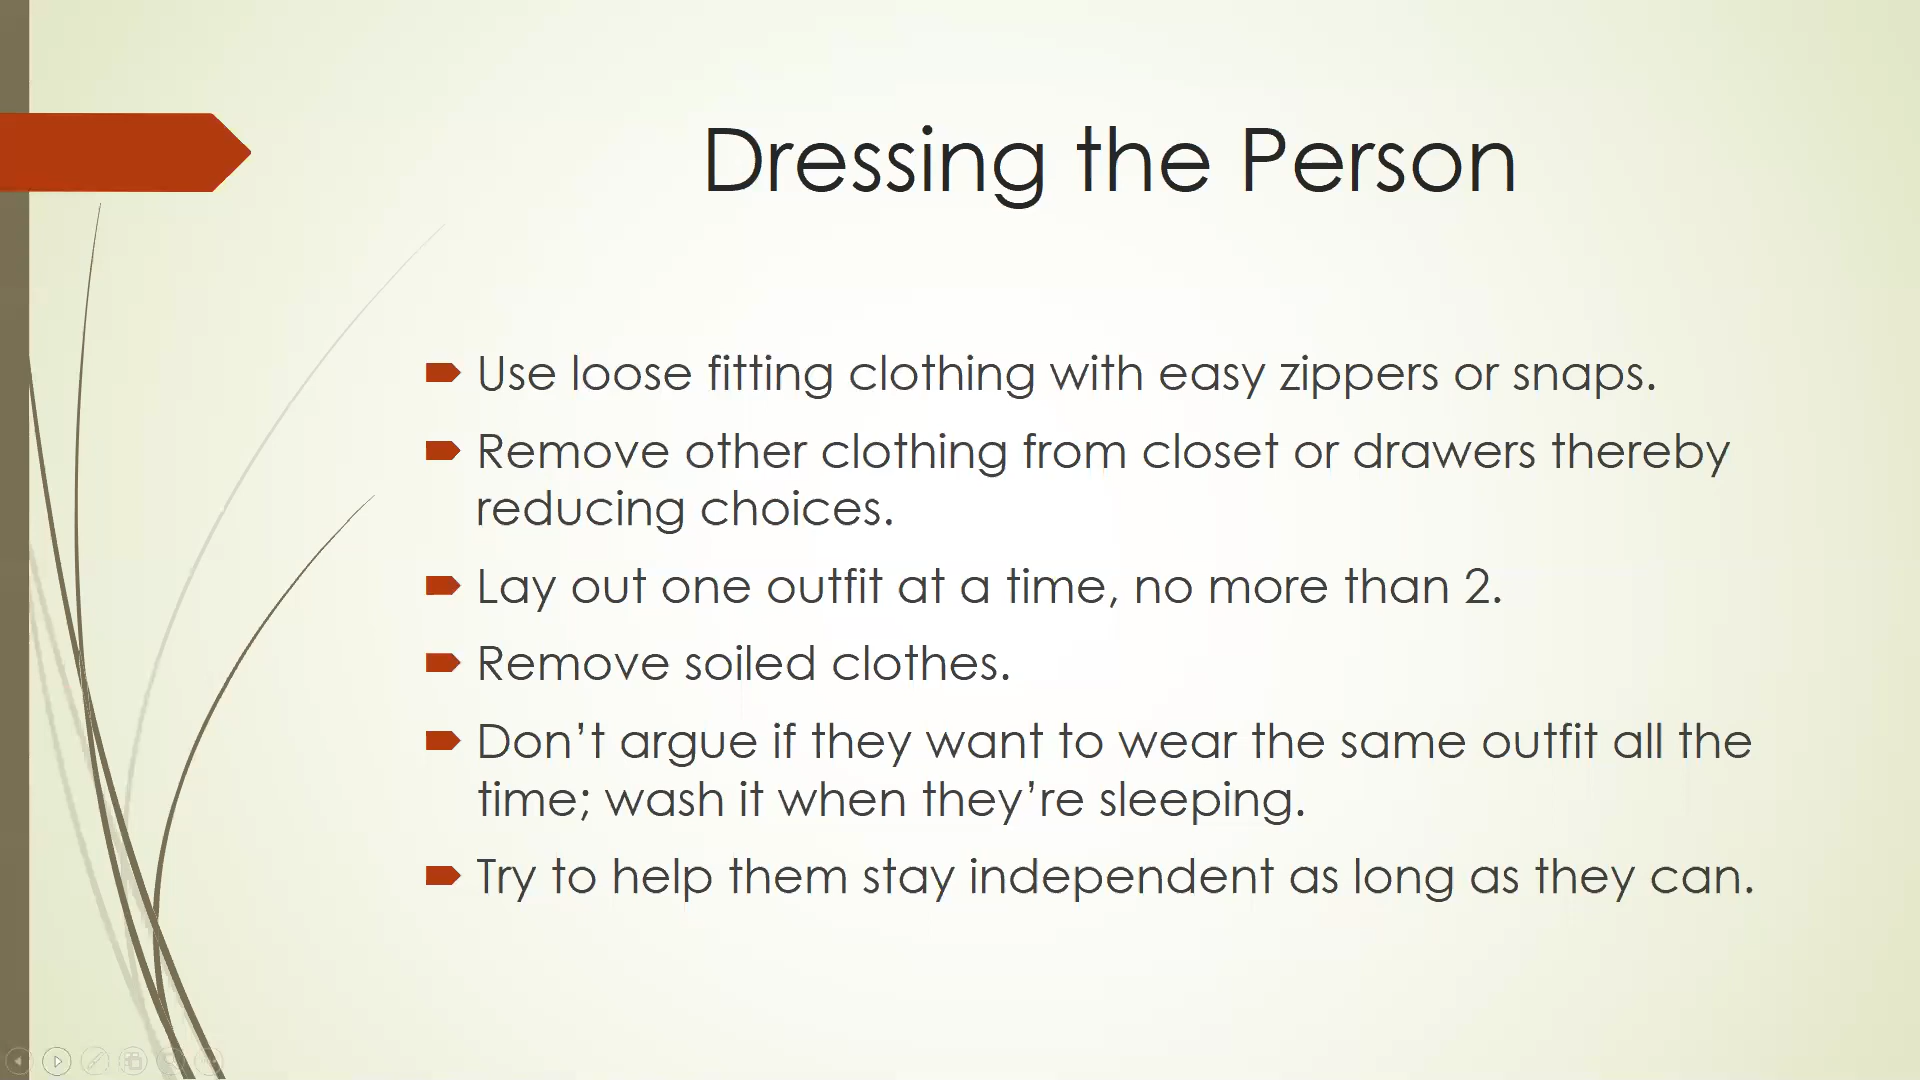 Dressing the Person
Use loose fitting clothing with easy zippers or snaps.
Remove other clothing from closet or drawers thereby
reducing choices.
Lay out one outfit at a time, no more than 2.
Remove soiled clothes.
Don’t argue if they want to wear the same outfit all the
time; wash it when they’re sleeping.
Try to help them stay independent as long as they can.